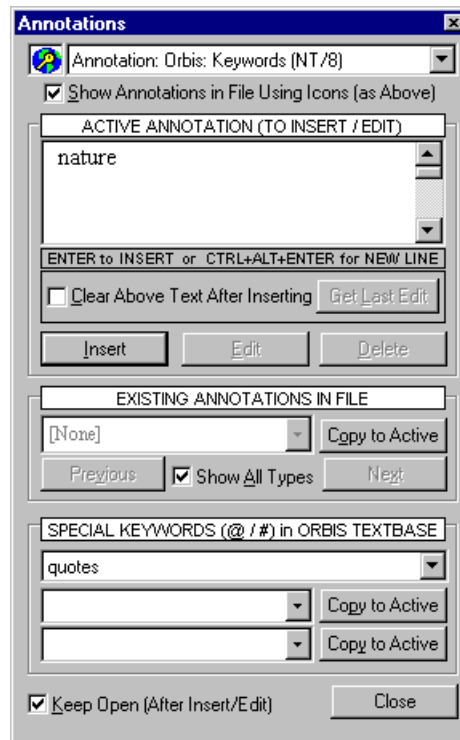 Annotations
Annotation: Orbis: Keywords (NT/8)
Show Annotations in File Using Icons (as Above)
ACTIVE ANNOTATION (TO INSERT / EDIT)
nature
ENTER to INSERT or CTRL+ALT+ENTER for NEW LINE
Clear Above Text After Inserting Get Last Edit
Insert Edit Delete
EXISTING ANNOTATIONS IN FILE
[None] Copy to Active
Previous Show All Types Next
SPECIAL KEYWORDS (@ / #) in ORBIS TEXTBASE
quotes
Copy to Active
Copy to Active
Keep Open (After Insert/Edit) Close